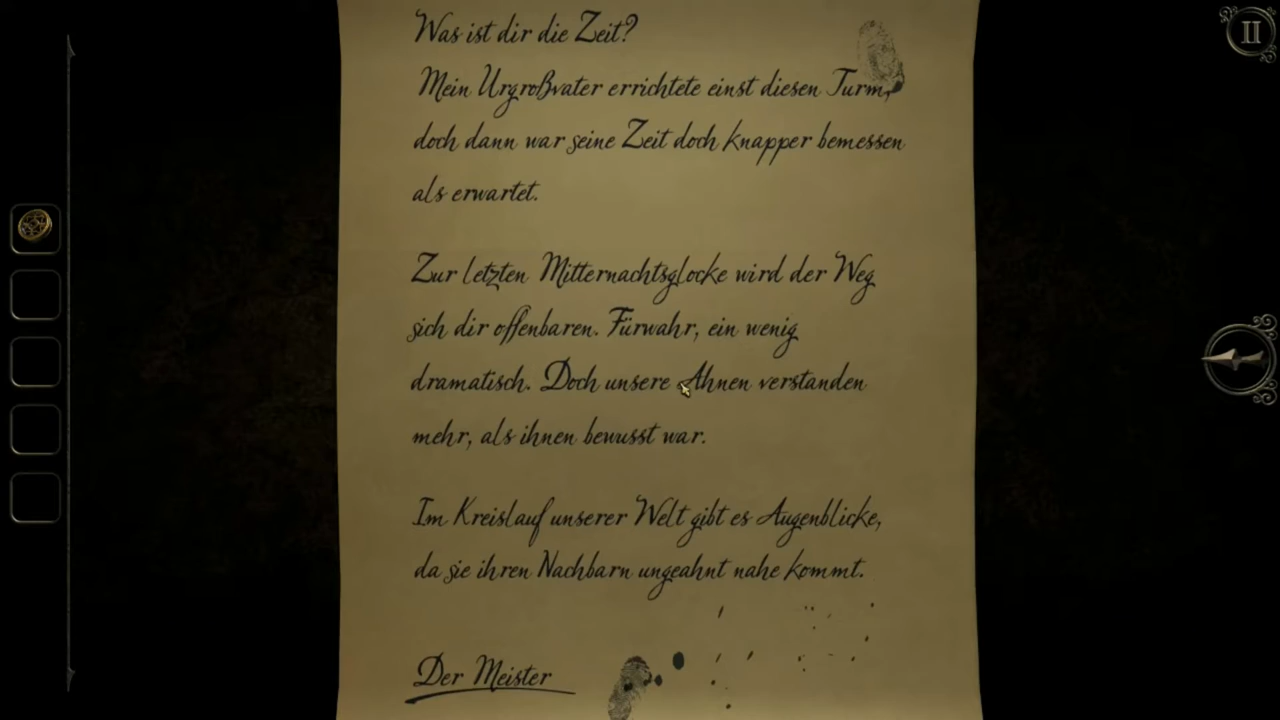 Was ist dir die Zeit?
Mein Urgroßvater errichtete einst diesen Turm,
doch dann war seine Zeit doch knapper bemessen
als erwartet.
Zur letzten Mitternachtsglocke wird der Weg
sich dir offenbaren. Fürwahr, ein wenig
dramatisch. Doch unsere Ahnen verstanden
mehr, als ihnen bewusst war.
Im Kreislauf unserer Welt gibt es Augenblicke,
da sie ihren Nachbarn ungeahnt nahe kommt.
Der Meister